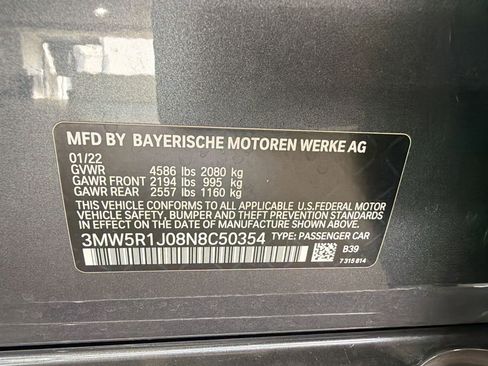 MFD BY BAYERISCHE MOTOREN WERKE AG
01/22
GVWR 4586 lbs 2080 kg
GAWR FRONT 2194 lbs 995 kg
GAWR REAR 2557 lbs 1160 kg
THIS VEHICLE CONFORMS TO ALL APPLICABLE U.S.FEDERAL MOTOR
VEHICLE SAFETY, BUMPER, AND THEFT PREVENTION STANDARDS
IN EFFECT ON THE DATE OF MANUFACTURE SHOWN ABOVE.
3MW5R1J08N8C50354 TYPE: PASSENGER CAR
B39
7 315 814